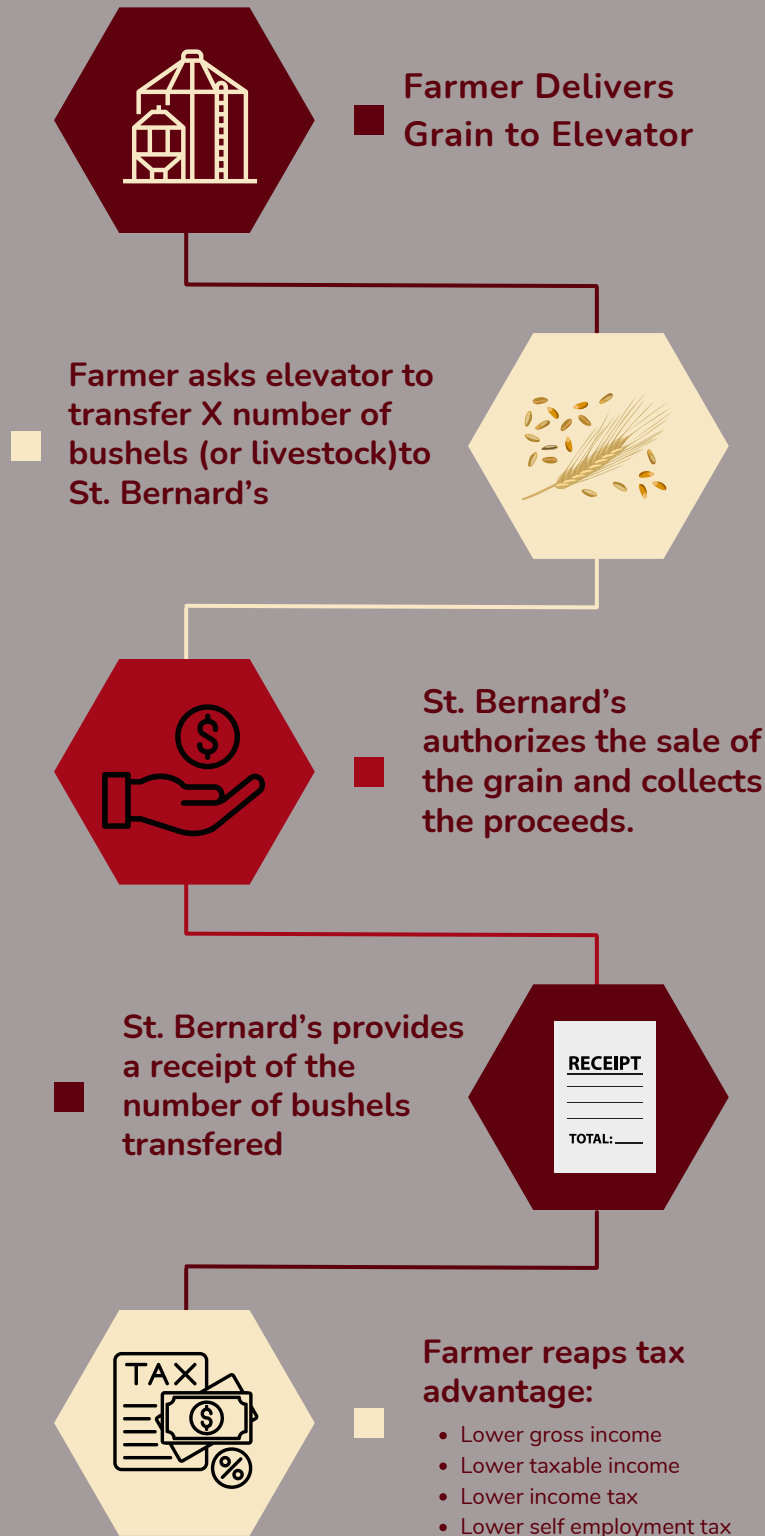 Farmer Delivers
Grain to Elevator
Farmer asks elevator to
transfer X number of
bushels (or livestock)to
St. Bernard’s
$
St. Bernard’s
authorizes the sale of
the grain and collects
the proceeds.
St. Bernard’s provides
a receipt of the
number of bushels
transfered
RECEIPT
TOTAL:
TAX
$
%
Farmer reaps tax
advantage:
• Lower gross income
• Lower taxable income
• Lower income tax
• Lower self employment tax